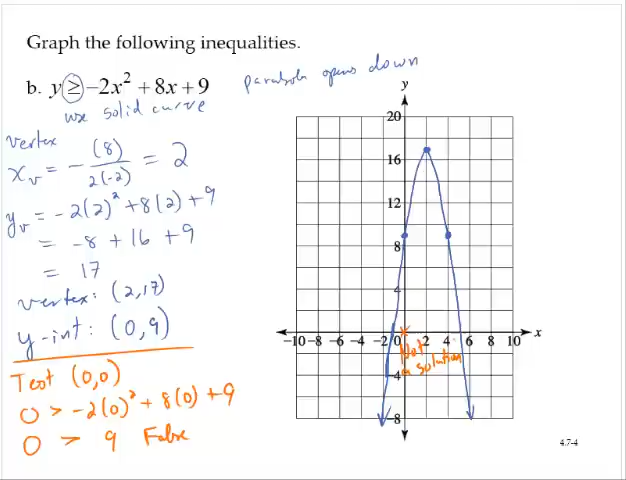 Graph the following inequalities.
b. y ≥ -2x² + 8x + 9
parabola opens down
use solid curve
vertex
x_v = -(8)/2(-2) = 2
y_v = -2(2)² + 8(2) + 9
= -8 + 16 + 9
= 17
vertex: (2,17)
y-int: (0,9)
Test (0,0)
0 > -2(0)² + 8(0) + 9
0 > 9 False
y
20
16
12
8
4
-10 -8 -6 -4 -2 0 2 4 6 8 10 x
Not
a solution
-4
-8
4.7-4